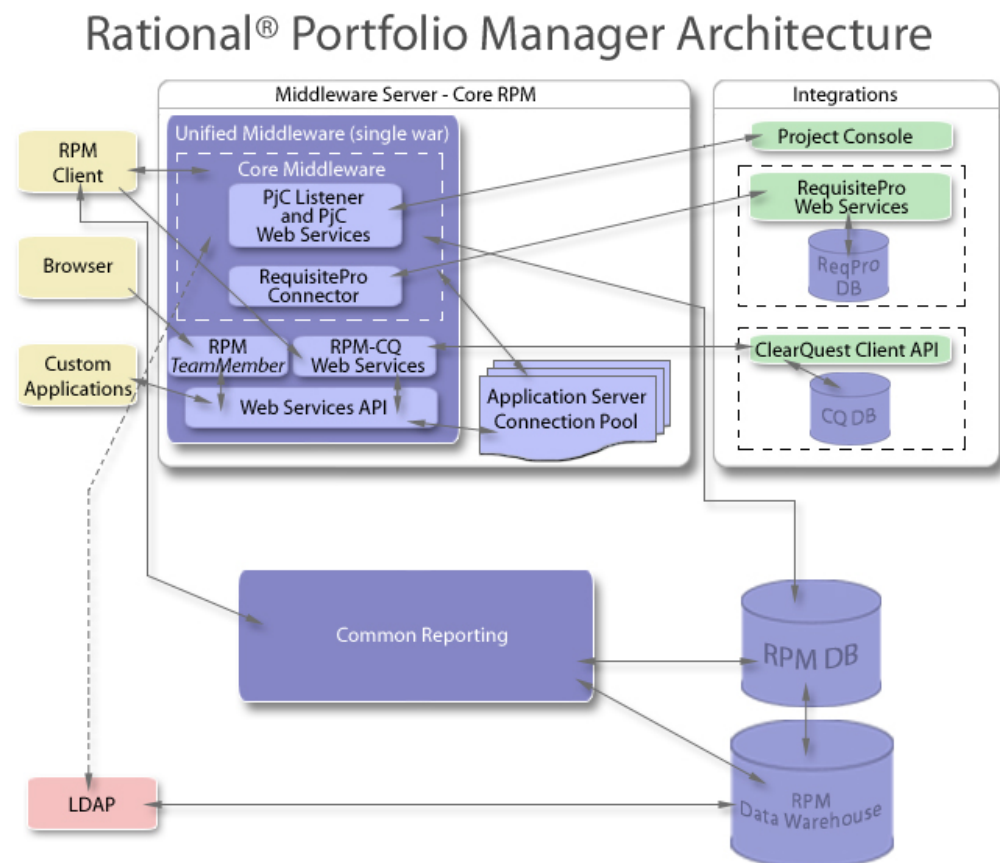 Rational® Portfolio Manager Architecture
Middleware Server - Core RPM
Integrations
Unified Middleware (single war)
Core Middleware
PjC Listener
and PjC
Web Services
RequisitePro
Connector
RPM
TeamMember
RPM-CQ
Web Services
Web Services API
Application Server
Connection Pool
RPM
Client
Browser
Custom
Applications
Project Console
RequisitePro
Web Services
ReqPro
DB
ClearQuest Client API
CQ DB
Common Reporting
RPM DB
RPM
Data Warehouse
LDAP